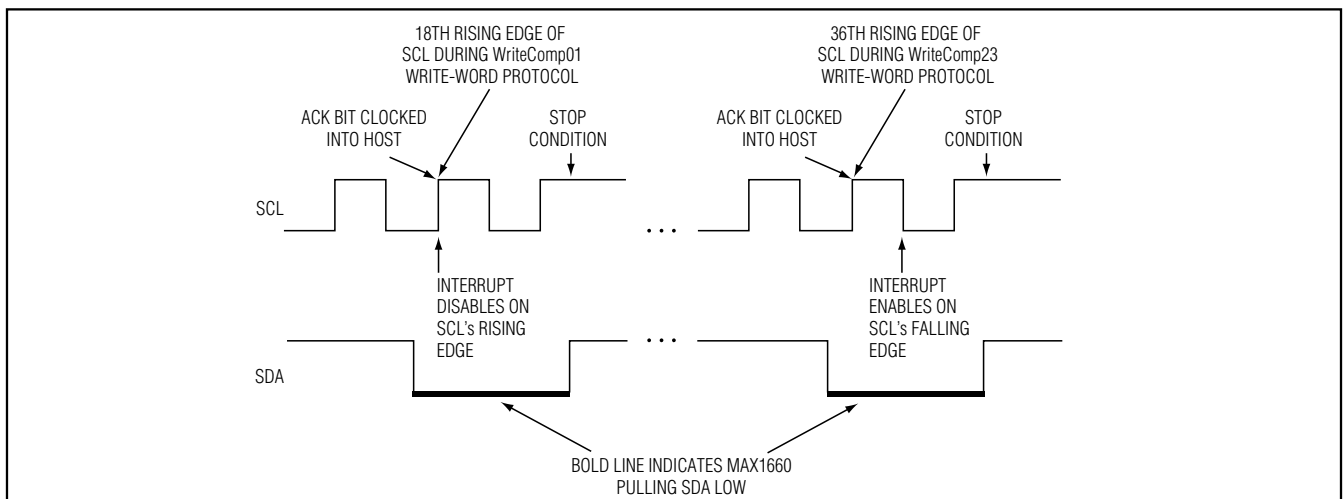 18TH RISING EDGE OF
SCL DURING WriteComp01
WRITE-WORD PROTOCOL
36TH RISING EDGE OF
SCL DURING WriteComp23
WRITE-WORD PROTOCOL
ACK BIT CLOCKED
INTO HOST
STOP
CONDITION
ACK BIT CLOCKED
INTO HOST
STOP
CONDITION
SCL
...
INTERRUPT
DISABLES ON
SCL's RISING
EDGE
INTERRUPT
ENABLES ON
SCL's FALLING
EDGE
...
SDA
BOLD LINE INDICATES MAX1660
PULLING SDA LOW